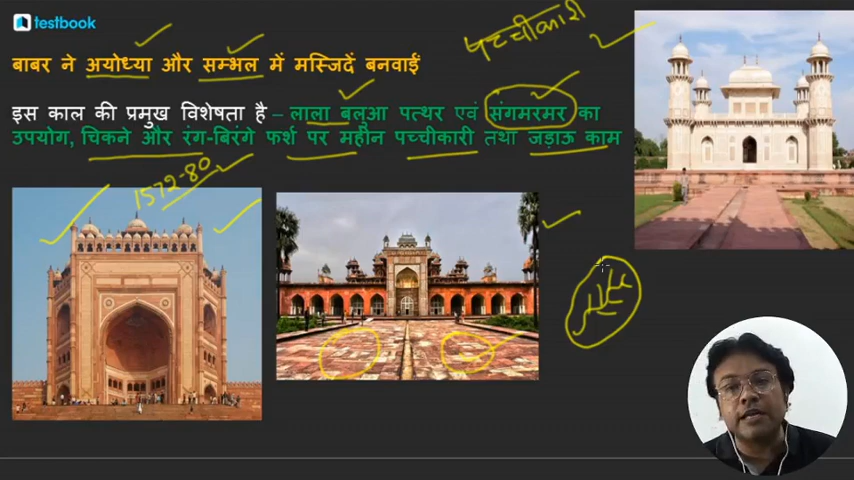 testbook
पच्चीकारी
बाबर ने अयोध्या और सम्भल में मस्जिदें बनवाईं
इस काल की प्रमुख विशेषता है – लाला बलुआ पत्थर एवं संगमरमर का
उपयोग, चिकने और रंग-बिरंगे फर्श पर महीन पच्चीकारी तथा जड़ाऊ काम
1572-80